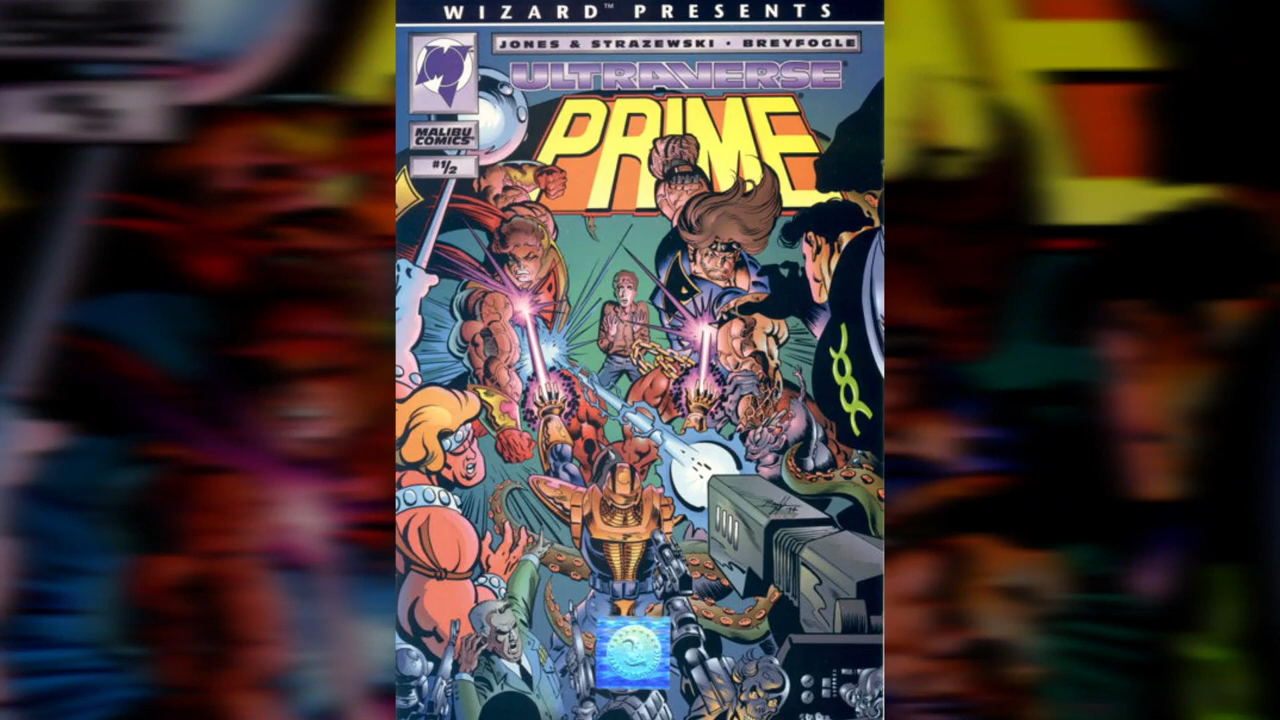 WIZARD™ PRESENTS
JONES & STRAZEWSKI · BREYFOGLE
ULTRAVERSE®
PRIME
MALIBU
COMICS®
#1/2